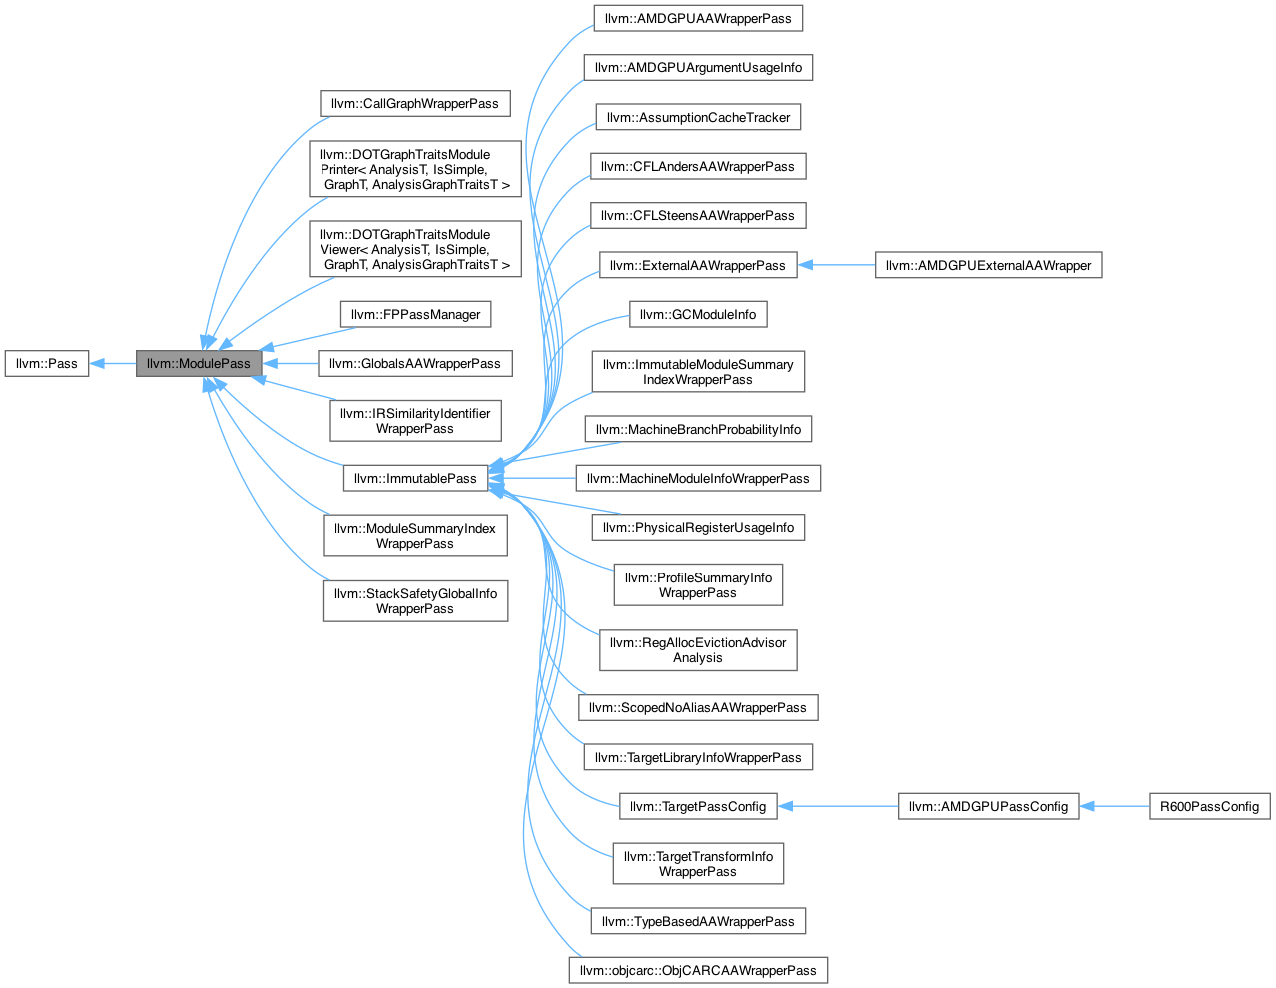 llvm::Pass
llvm::ModulePass
llvm::CallGraphWrapperPass
llvm::DOTGraphTraitsModule
Printer< AnalysisT, IsSimple,
GraphT, AnalysisGraphTraitsT >
llvm::DOTGraphTraitsModule
Viewer< AnalysisT, IsSimple,
GraphT, AnalysisGraphTraitsT >
llvm::FPPassManager
llvm::GlobalsAAWrapperPass
llvm::IRSimilarityIdentifier
WrapperPass
llvm::ImmutablePass
llvm::ModuleSummaryIndex
WrapperPass
llvm::StackSafetyGlobalInfo
WrapperPass
llvm::AMDGPUAAWrapperPass
llvm::AMDGPUArgumentUsageInfo
llvm::AssumptionCacheTracker
llvm::CFLAndersAAWrapperPass
llvm::CFLSteensAAWrapperPass
llvm::ExternalAAWrapperPass
llvm::AMDGPUExternalAAWrapper
llvm::GCModuleInfo
llvm::ImmutableModuleSummary
IndexWrapperPass
llvm::MachineBranchProbabilityInfo
llvm::MachineModuleInfoWrapperPass
llvm::PhysicalRegisterUsageInfo
llvm::ProfileSummaryInfo
WrapperPass
llvm::RegAllocEvictionAdvisor
Analysis
llvm::ScopedNoAliasAAWrapperPass
llvm::TargetLibraryInfoWrapperPass
llvm::TargetPassConfig
llvm::AMDGPUPassConfig
R600PassConfig
llvm::TargetTransformInfo
WrapperPass
llvm::TypeBasedAAWrapperPass
llvm::objcarc::ObjCARCAAWrapperPass